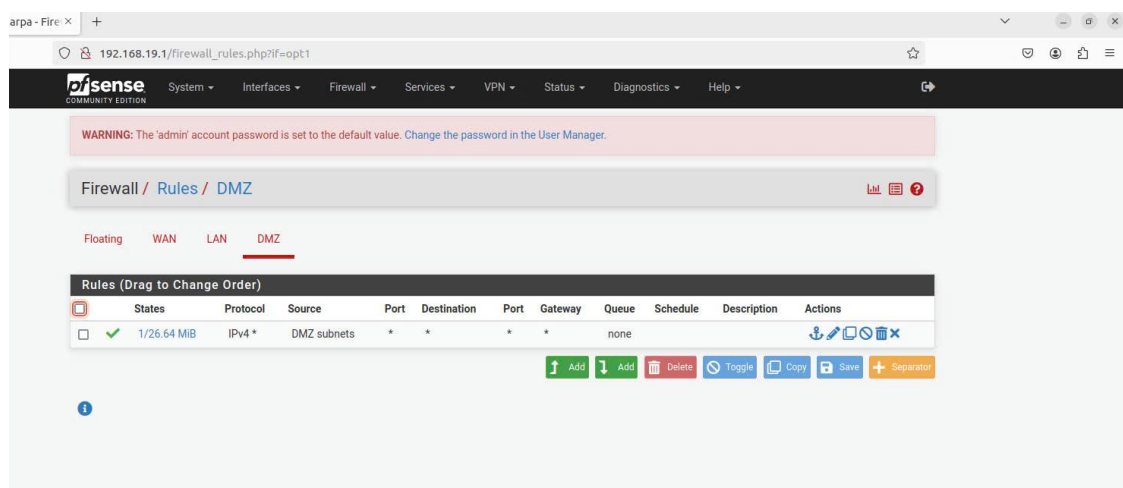 arpa - Fire × +
192.168.19.1/firewall_rules.php?if=opt1
pfsense COMMUNITY EDITION System Interfaces Firewall Services VPN Status Diagnostics Help
WARNING: The 'admin' account password is set to the default value. Change the password in the User Manager.
Firewall / Rules / DMZ
Floating WAN LAN DMZ
Rules (Drag to Change Order)
States Protocol Source Port Destination Port Gateway Queue Schedule Description Actions
1/26.64 MiB IPv4 * DMZ subnets * * * * none
Add Add Delete Toggle Copy Save Separator